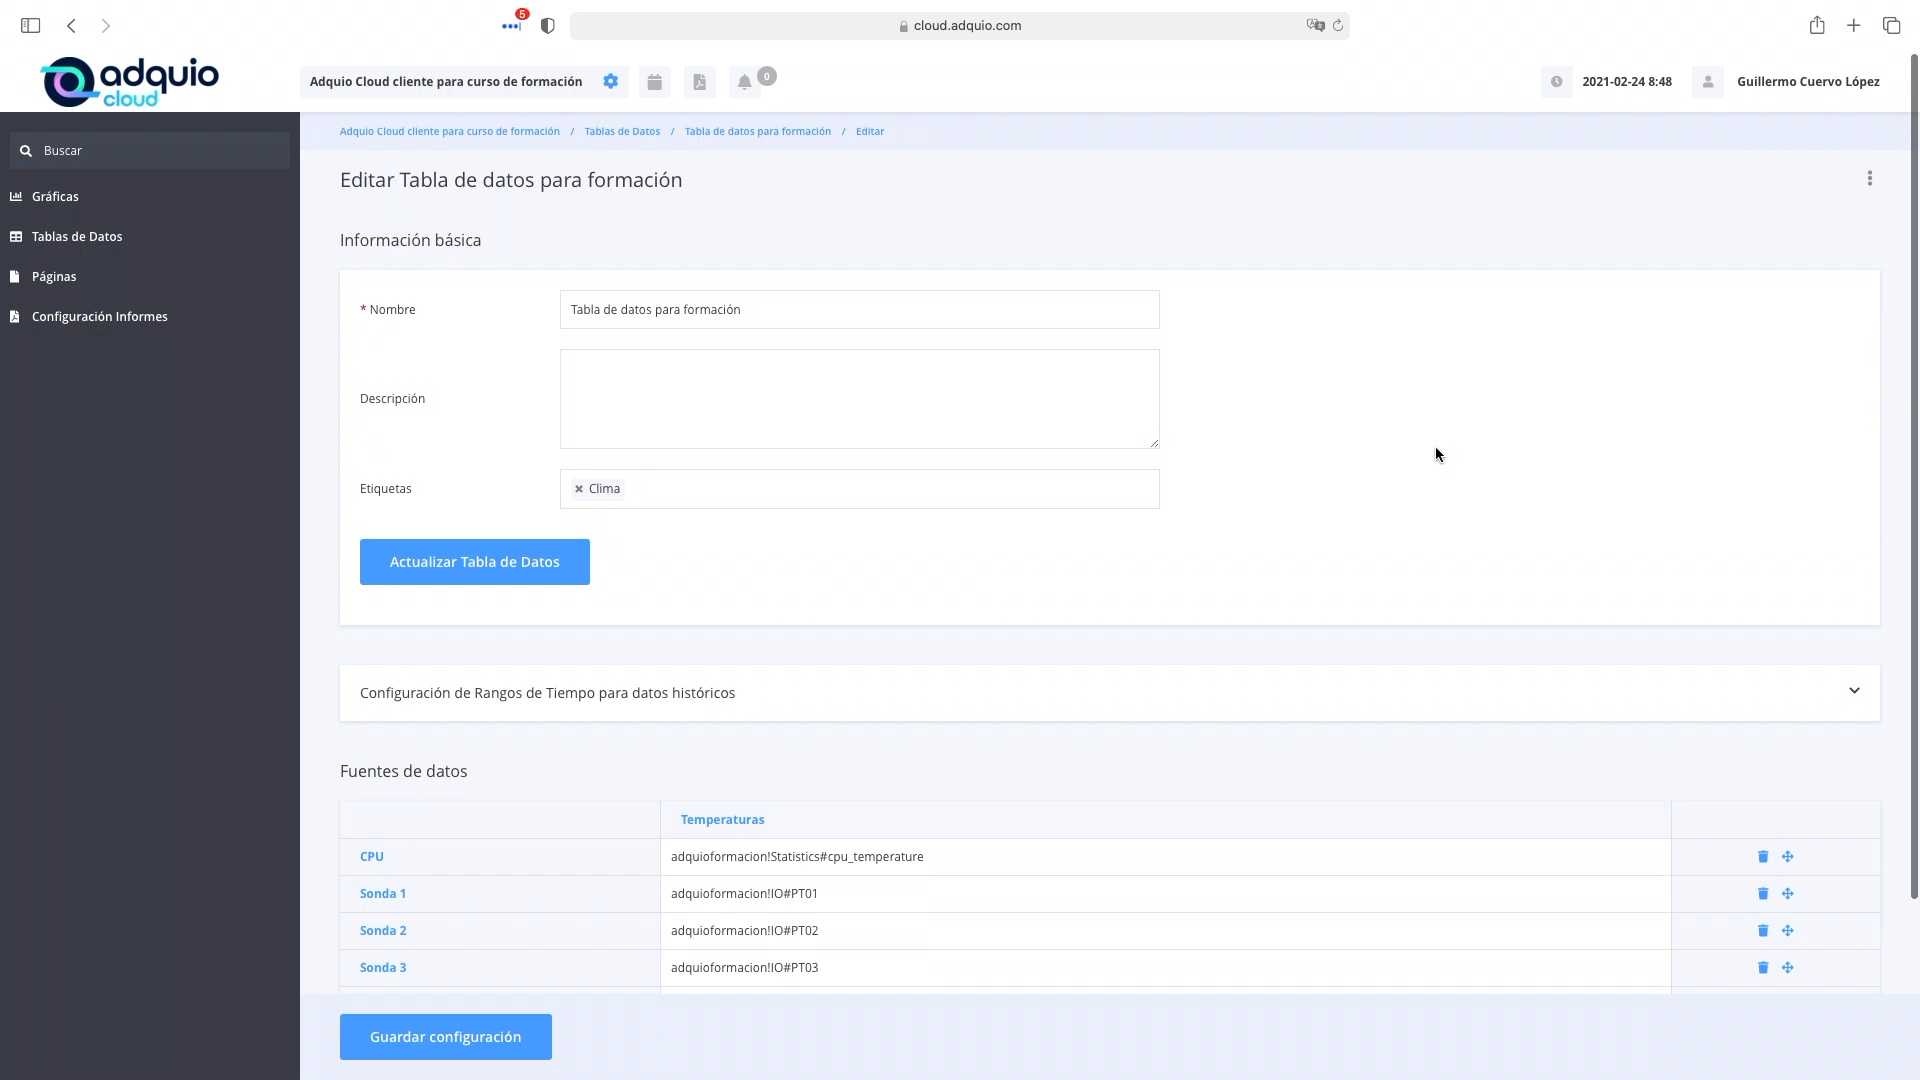 5
cloud.adquio.com
adquio
cloud
Adquio Cloud cliente para curso de formación
0
2021-02-24 8:48
Guillermo Cuervo López
Buscar
Gráficas
Tablas de Datos
Páginas
Configuración Informes
Adquio Cloud cliente para curso de formación / Tablas de Datos / Tabla de datos para formación / Editar
Editar Tabla de datos para formación
Información básica
* Nombre
Tabla de datos para formación
Descripción
Etiquetas
✖ Clima
Actualizar Tabla de Datos
Configuración de Rangos de Tiempo para datos históricos
Fuentes de datos
Temperaturas
CPU
adquioformacion!Statistics#cpu_temperature
Sonda 1
adquioformacion!IO#PT01
Sonda 2
adquioformacion!IO#PT02
Sonda 3
adquioformacion!IO#PT03
Guardar configuración